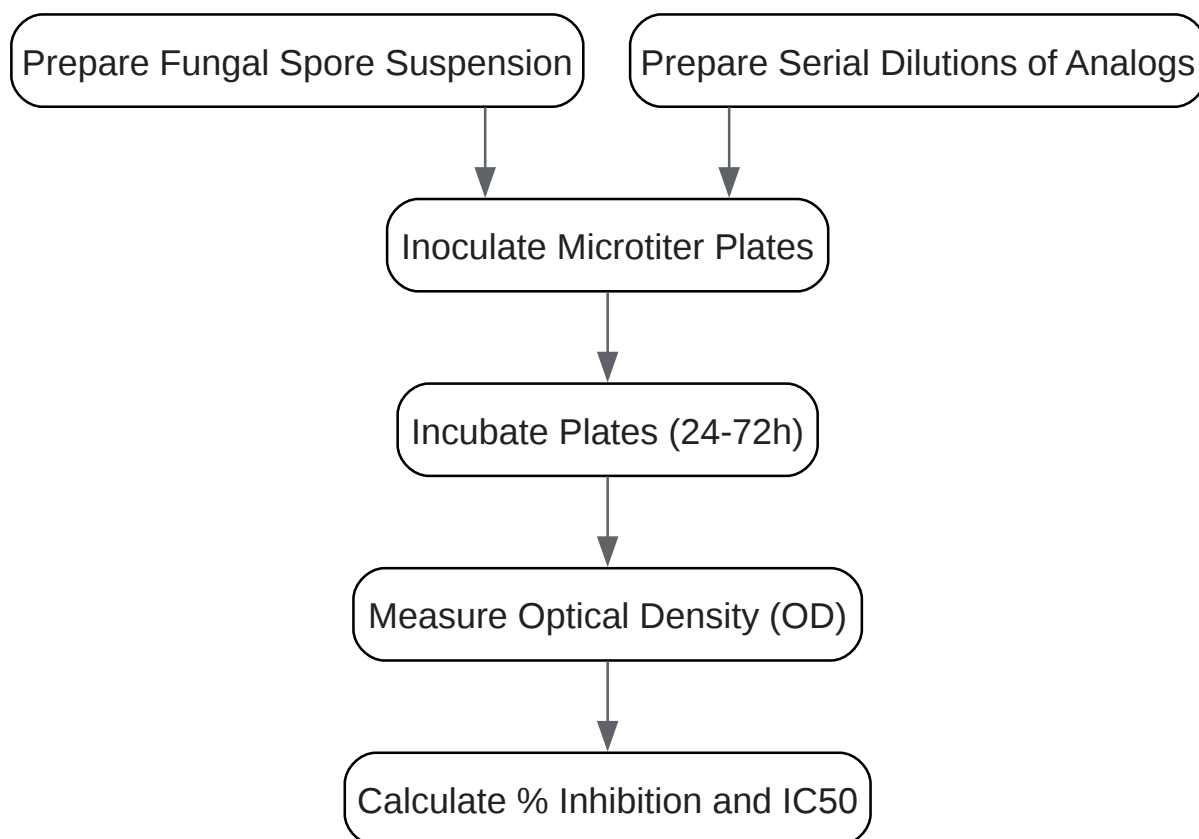 Prepare Fungal Spore Suspension
Prepare Serial Dilutions of Analogs
Inoculate Microtiter Plates
Incubate Plates (24-72h)
Measure Optical Density (OD)
Calculate % Inhibition and IC50